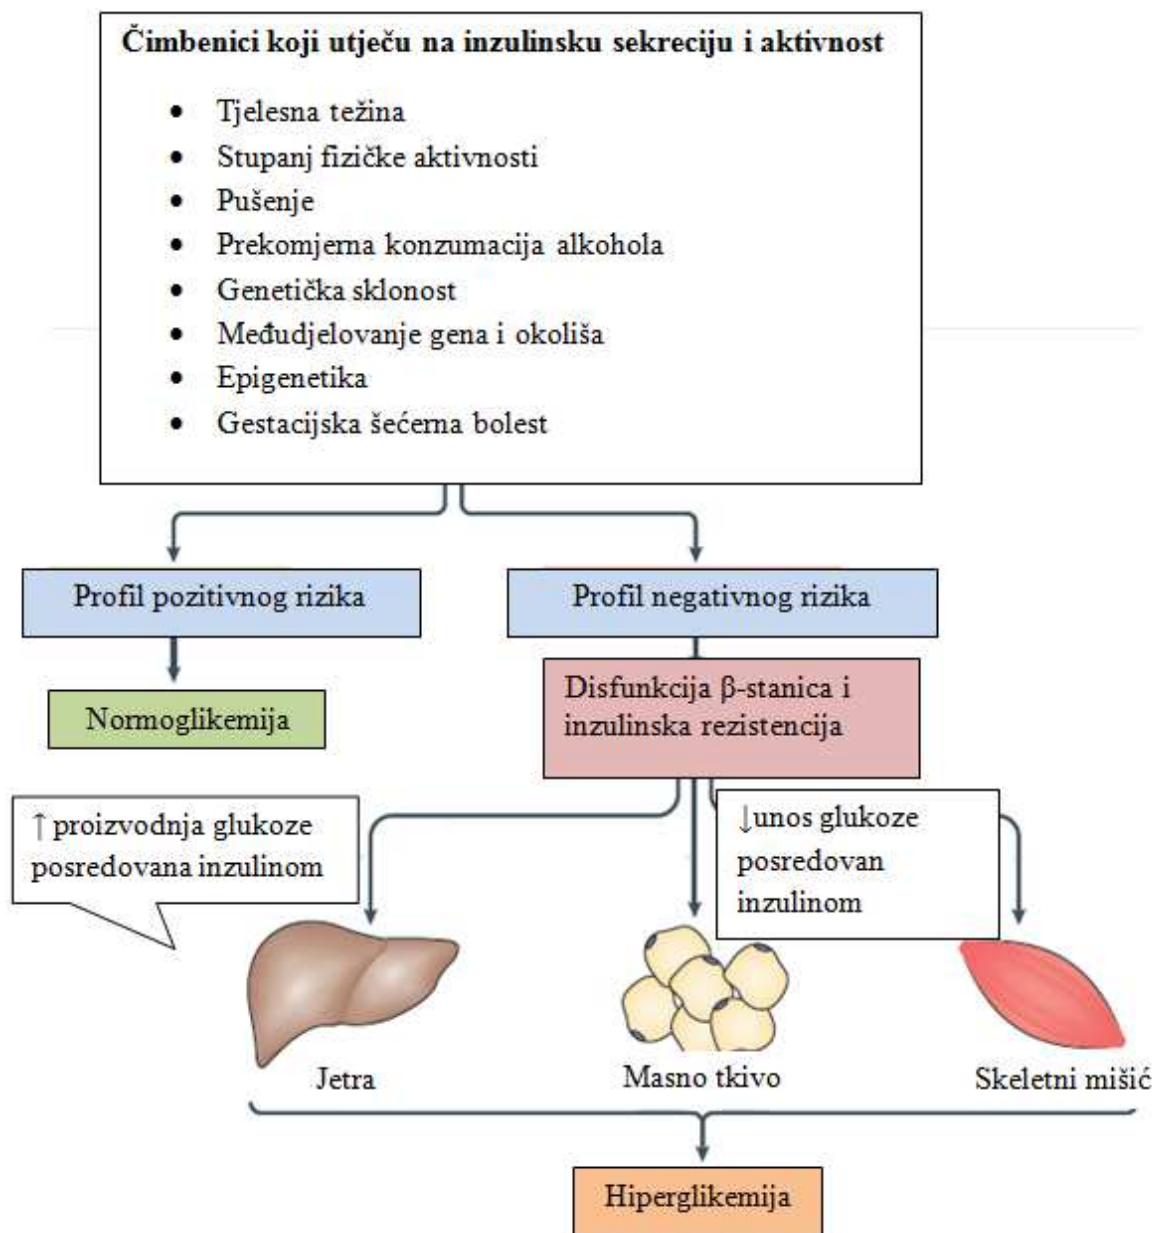 Čimbenici koji utječu na inzulinsku sekreciju i aktivnost
• Tjelesna težina
• Stupanj fizičke aktivnosti
• Pušenje
• Prekomjerna konzumacija alkohola
• Genetička sklonost
• Međudjelovanje gena i okoliša
• Epigenetika
• Gestacijska šećerna bolest
Profil pozitivnog rizika
Profil negativnog rizika
Normoglikemija
Disfunkcija β-stanica i
inzulinska rezistencija
↑ proizvodnja glukoze
posredovana inzulinom
↓unos glukoze
posredovan
inzulinom
Jetra
Masno tkivo
Skeletni mišić
Hiperglikemija